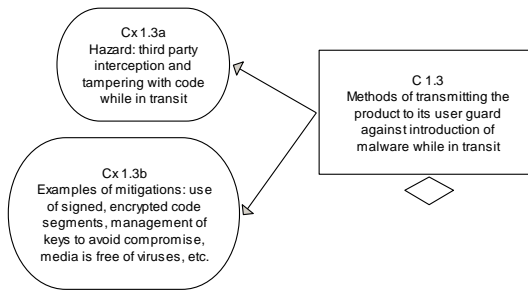 Cx 1.3a
Hazard: third party
interception and
tampering with code
while in transit
C 1.3
Methods of transmitting the
product to its user guard
against introduction of
malware while in transit
Cx 1.3b
Examples of mitigations: use
of signed, encrypted code
segments, management of
keys to avoid compromise,
media is free of viruses, etc.